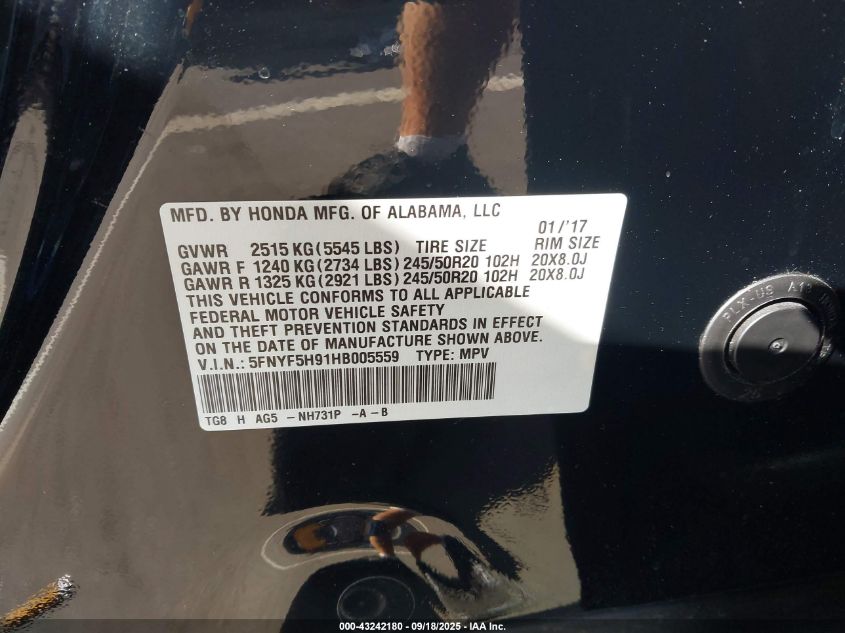 MFD. BY HONDA MFG. OF ALABAMA, LLC
01/'17
GVWR 2515 KG (5545 LBS) TIRE SIZE RIM SIZE
GAWR F 1240 KG (2734 LBS) 245/50R20 102H 20X8.0J
GAWR R 1325 KG (2921 LBS) 245/50R20 102H 20X8.0J
THIS VEHICLE CONFORMS TO ALL APPLICABLE
FEDERAL MOTOR VEHICLE SAFETY
AND THEFT PREVENTION STANDARDS IN EFFECT
ON THE DATE OF MANUFACTURE SHOWN ABOVE.
V.I.N.: 5FNYF5H91HB005559 TYPE: MPV
TG8 H AG5 -NH731P -A-B
PLX-US
000-43242180 - 09/18/2025 - IAA Inc.